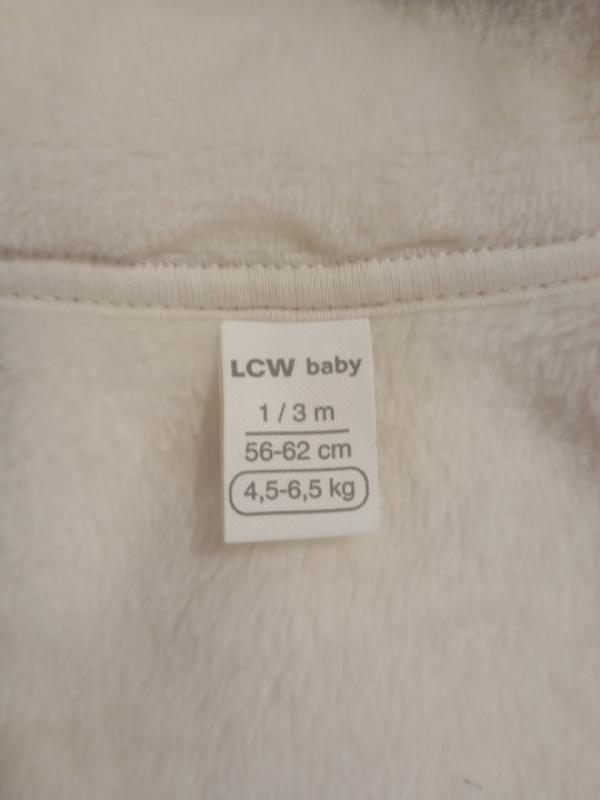 LCW baby
1 / 3 m
56-62 cm
4,5-6,5 kg